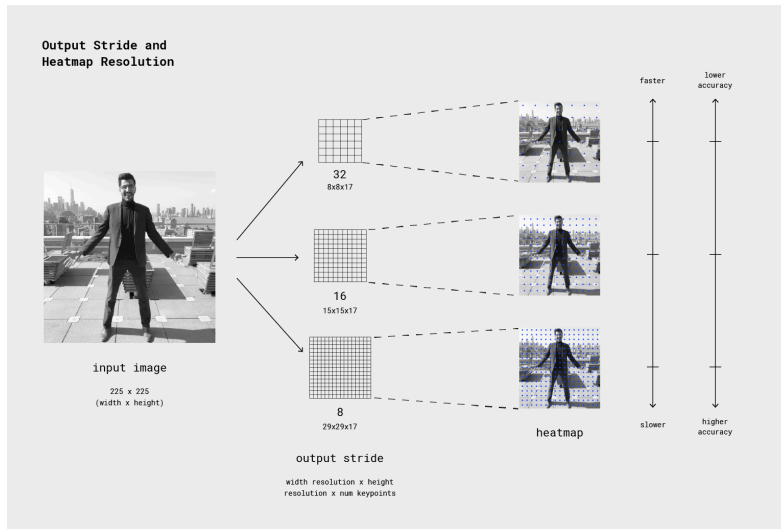 Output Stride and
Heatmap Resolution
faster
lower
accuracy
32
8x8x17
16
15x15x17
input image
225 x 225
(width x height)
8
29x29x17
slower
higher
accuracy
heatmap
output stride
width resolution x height
resolution x num keypoints